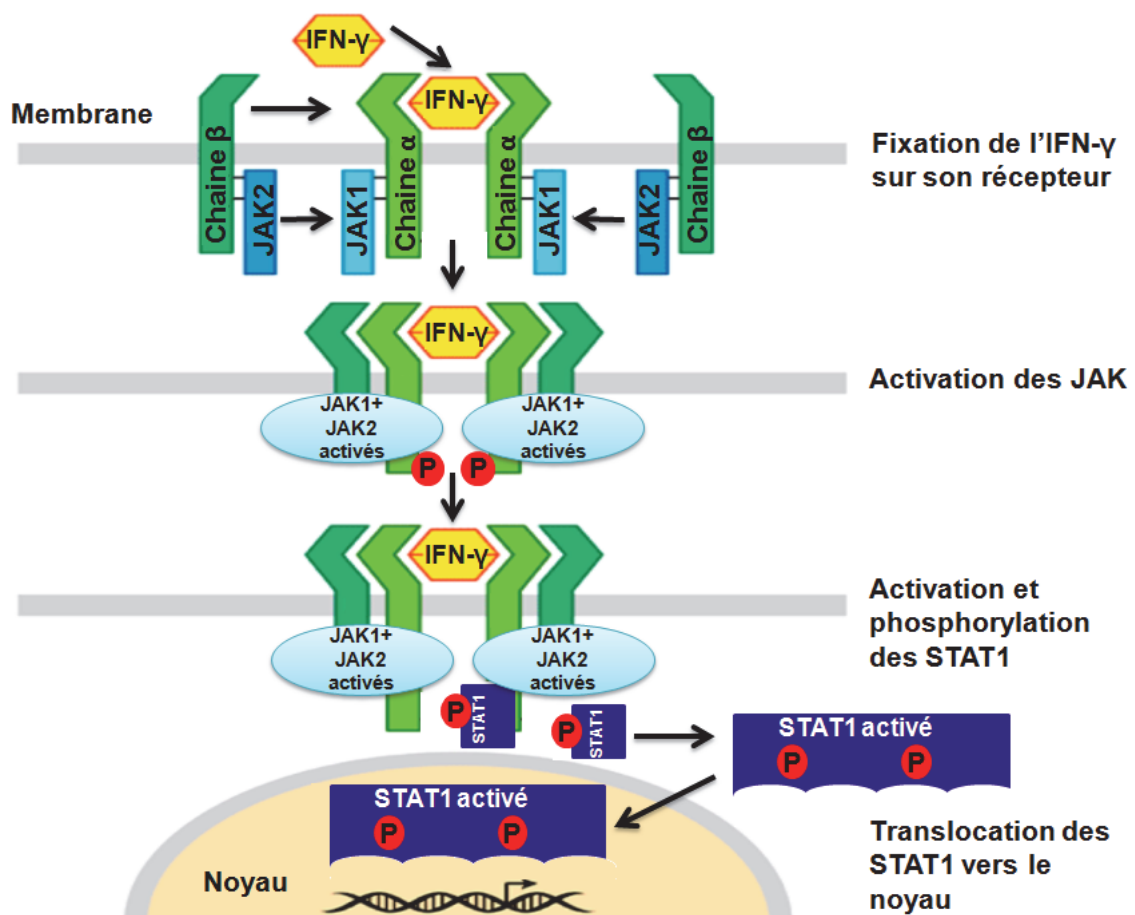 IFN-γ
IFN-γ
Membrane
Chaine β
JAK2
JAK1
Chaine α
Chaine α
JAK1
JAK2
Chaine β
Fixation de l’IFN-γ
sur son récepteur
IFN-γ
Activation des JAK
JAK1+
JAK2
activés
JAK1+
JAK2
activés
P
P
IFN-γ
Activation et
phosphorylation
des STAT1
JAK1+
JAK2
activés
JAK1+
JAK2
activés
P
STAT1
P
STAT1
STAT1 activé
P
P
STAT1 activé
P
P
Translocation des
STAT1 vers le
noyau
Noyau